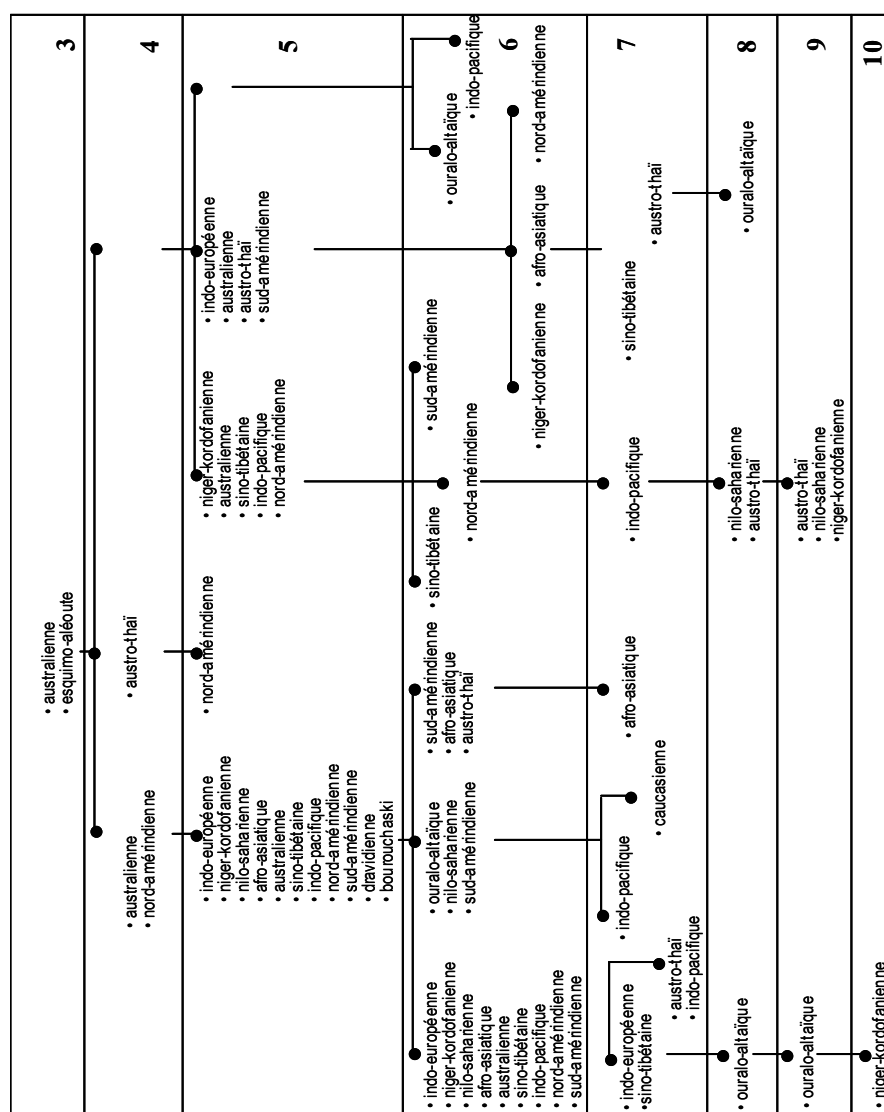 3
• australienne
• esquimo-aléoute
4
• australienne
• nord-amérindienne
• austro-thaï
5
• indo-européenne
• niger-kordofanienne
• nilo-saharienne
• afro-asiatique
• australienne
• sino-tibétaine
• indo-pacifique
• nord-amérindienne
• sud-amérindienne
• dravidienne
• bourouchaski
• nord-amérindienne
• niger-kordofanienne
• australienne
• sino-tibétaine
• indo-pacifique
• nord-amérindienne
• indo-européenne
• australienne
• austro-thaï
• sud-amérindienne
6
• indo-européenne
• niger-kordofanienne
• nilo-saharienne
• afro-asiatique
• australienne
• sino-tibétaine
• indo-pacifique
• nord-amérindienne
• sud-amérindienne
• ouralo-altaïque
• nilo-saharienne
• sud-amérindienne
• sud-amérindienne
• afro-asiatique
• austro-thaï
• sino-tibétaine
• sud-amérindienne
• nord-amérindienne
• niger-kordofanienne
• afro-asiatique
• nord-amérindienne
• ouralo-altaïque
• indo-pacifique
7
• indo-européenne
•sino-tibétaine
• austro-thaï
• indo-pacifique
• indo-pacifique
• caucasienne
• afro-asiatique
• indo-pacifique
• sino-tibétaine
• austro-thaï
8
• ouralo-altaïque
• nilo-saharienne
• austro-thaï
• ouralo-altaïque
9
• ouralo-altaïque
• austro-thaï
• nilo-saharienne
•niger-kordofanienne
10
• niger-kordofanienne